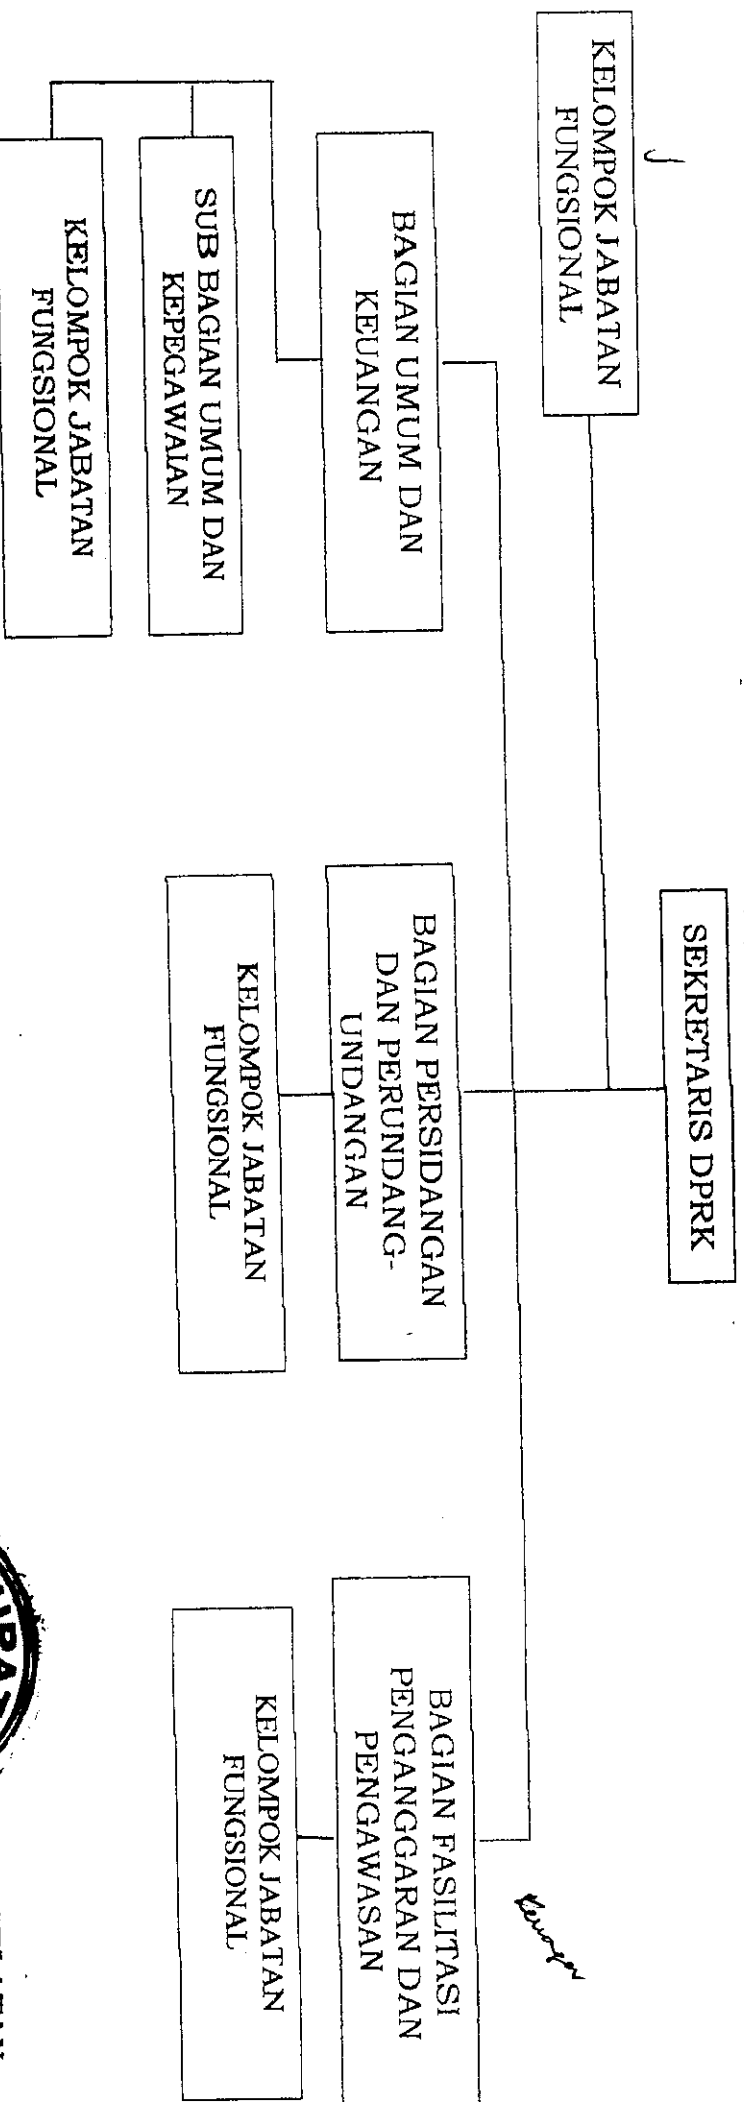 SEKRETARIS DPRK
KELOMPOK JABATAN
FUNGSIONAL
BAGIAN UMUM DAN
KEUANGAN
BAGIAN PERSIDANGAN
DAN PERUNDANG-
UNDANGAN
BAGIAN FASILITASI
PENGANGGARAN DAN
PENGAWASAN
SUB BAGIAN UMUM DAN
KEPEGAWAIAN
KELOMPOK JABATAN
FUNGSIONAL
KELOMPOK JABATAN
FUNGSIONAL
KELOMPOK JABATAN
FUNGSIONAL